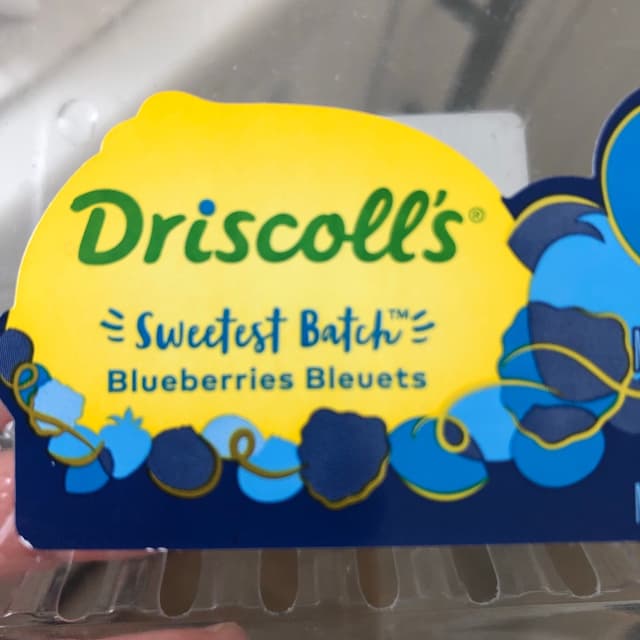 Driscoll's®
Sweetest Batch™
Blueberries Bleuets